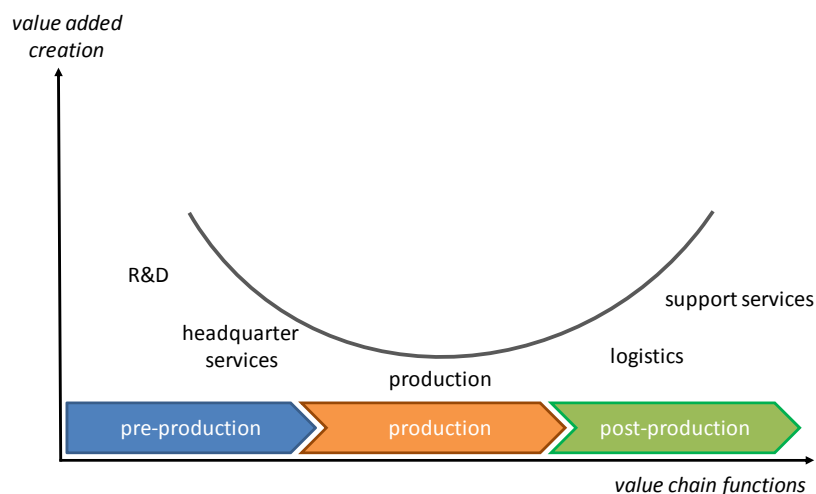 value added
creation
R&D
support services
headquarter
services
logistics
production
pre-production
production
post-production
value chain functions